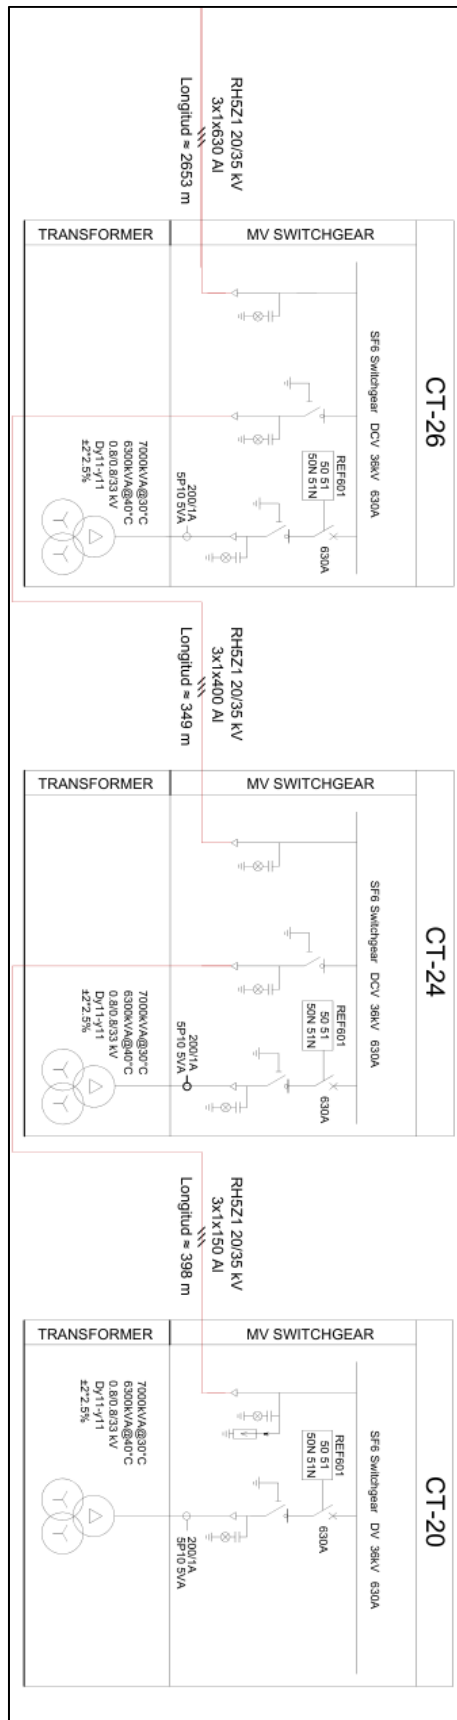 RH5Z1 20/35 kV
3x1x630 Al
Longitud ≈ 2653 m
CT-26
MV SWITCHGEAR
TRANSFORMER
SF6 Switchgear DCV 36kV 630A
REF601
50 51
50N 51N
630A
200/1A
5P10 5VA
7000kVA@30°C
6300kVA@40°C
0.8/0.8/33 kV
Dy11-y11
±2*2.5%
RH5Z1 20/35 kV
3x1x400 Al
Longitud ≈ 349 m
CT-24
MV SWITCHGEAR
TRANSFORMER
SF6 Switchgear DCV 36kV 630A
REF601
50 51
50N 51N
630A
200/1A
5P10 5VA
7000kVA@30°C
6300kVA@40°C
0.8/0.8/33 kV
Dy11-y11
±2*2.5%
RH5Z1 20/35 kV
3x1x150 Al
Longitud ≈ 398 m
CT-20
MV SWITCHGEAR
TRANSFORMER
SF6 Switchgear DV 36kV 630A
REF601
50 51
50N 51N
630A
200/1A
5P10 5VA
7000kVA@30°C
6300kVA@40°C
0.8/0.8/33 kV
Dy11-y11
±2*2.5%